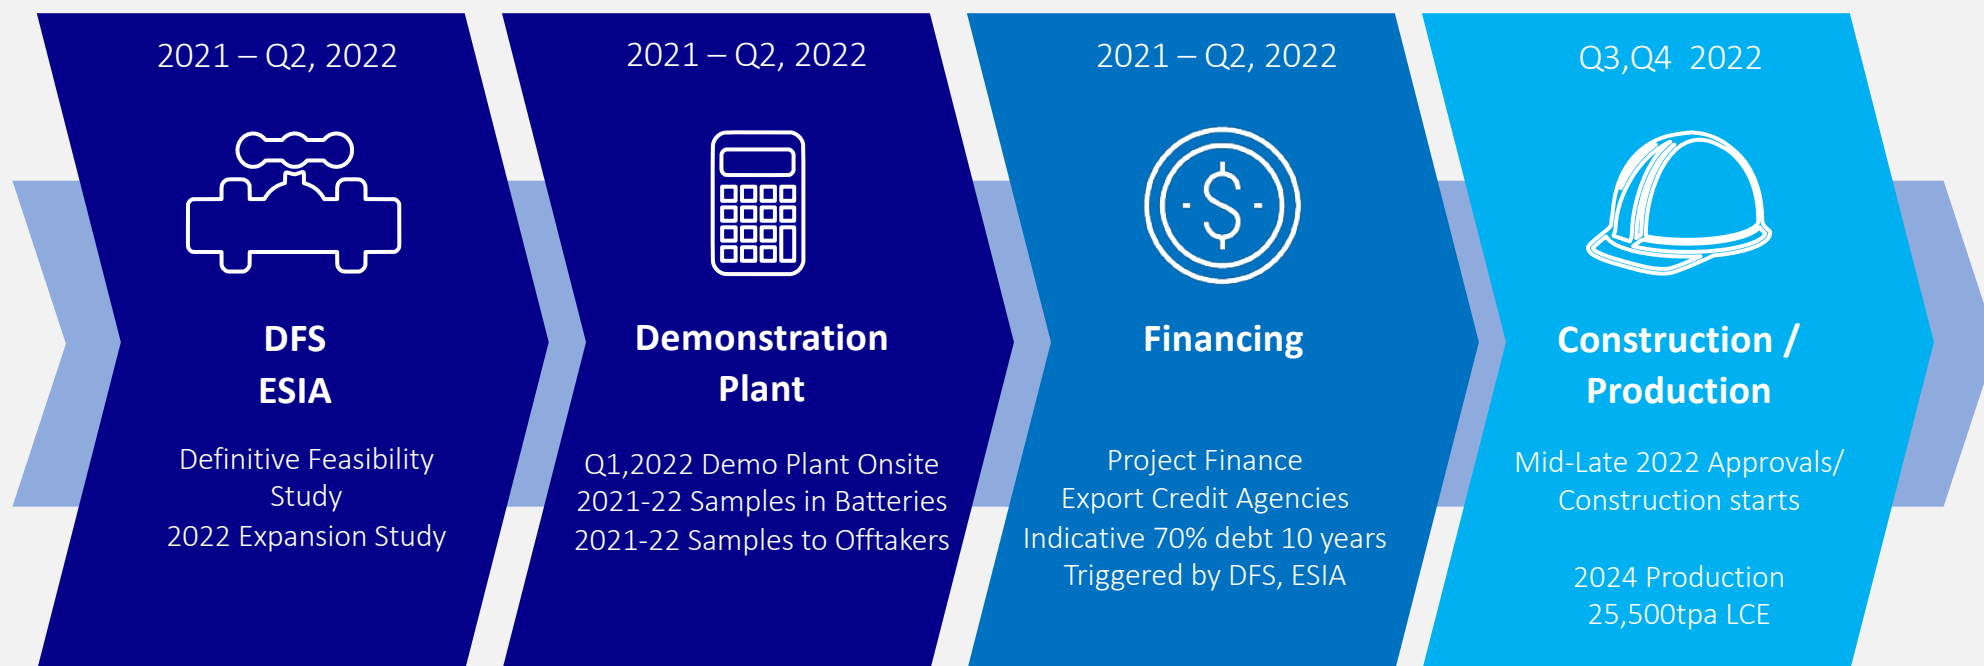 2021 – Q2, 2022
DFS
ESIA
Definitive Feasibility
Study
2022 Expansion Study
2021 – Q2, 2022
Demonstration
Plant
Q1,2022 Demo Plant Onsite
2021-22 Samples in Batteries
2021-22 Samples to Offtakers
2021 – Q2, 2022
$
Financing
Project Finance
Export Credit Agencies
Indicative 70% debt 10 years
Triggered by DFS, ESIA
Q3,Q4 2022
Construction /
Production
Mid-Late 2022 Approvals/
Construction starts
2024 Production
25,500tpa LCE